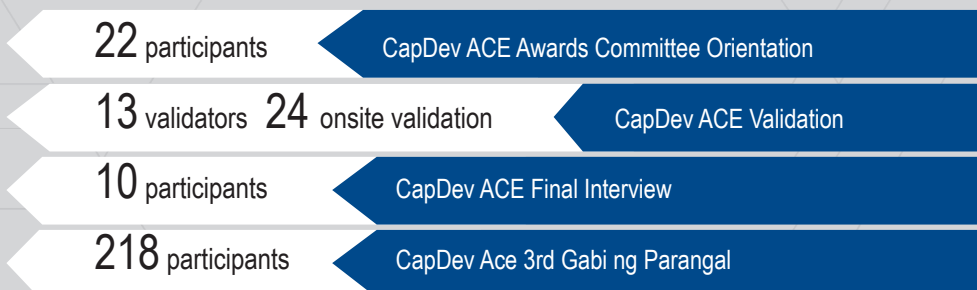 22 participants CapDev ACE Awards Committee Orientation
13 validators 24 onsite validation CapDev ACE Validation
10 participants CapDev ACE Final Interview
218 participants CapDev Ace 3rd Gabi ng Parangal